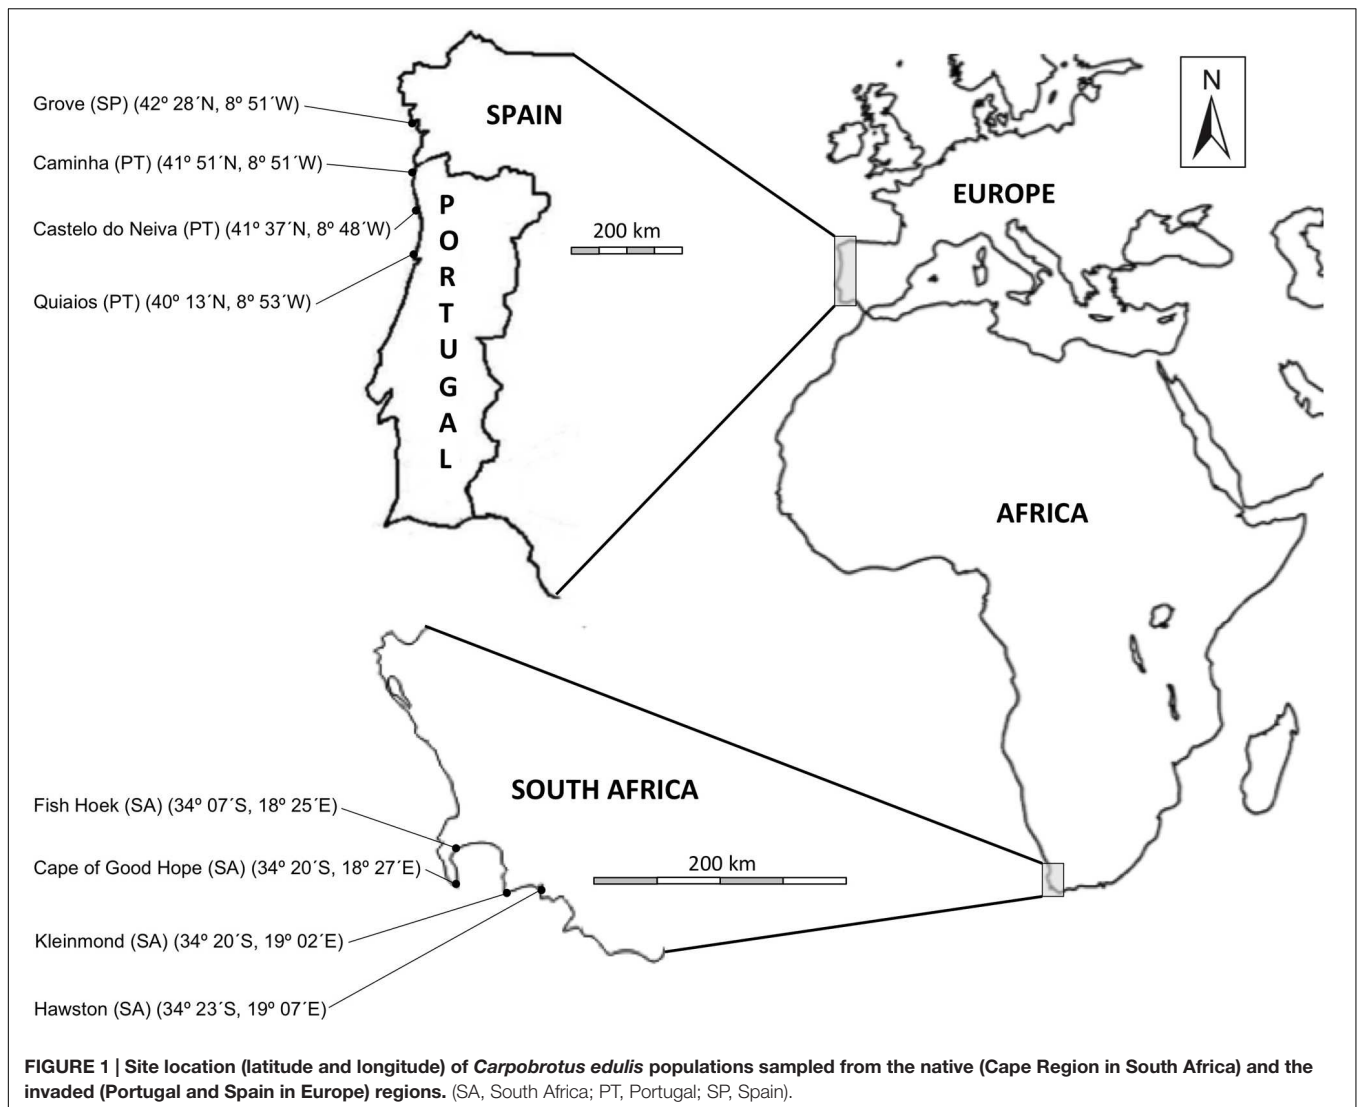 Grove (SP) (42º 28´N, 8º 51´W)
Caminha (PT) (41º 51´N, 8º 51´W)
Castelo do Neiva (PT) (41º 37´N, 8º 48´W)
Quiaios (PT) (40º 13´N, 8º 53´W)
SPAIN
P
O
R
T
U
G
A
L
200 km
N
EUROPE
AFRICA
SOUTH AFRICA
200 km
Fish Hoek (SA) (34º 07´S, 18º 25´E)
Cape of Good Hope (SA) (34º 20´S, 18º 27´E)
Kleinmond (SA) (34º 20´S, 19º 02´E)
Hawston (SA) (34º 23´S, 19º 07´E)
FIGURE 1 | Site location (latitude and longitude) of Carpobrotus edulis populations sampled from the native (Cape Region in South Africa) and the
invaded (Portugal and Spain in Europe) regions. (SA, South Africa; PT, Portugal; SP, Spain).